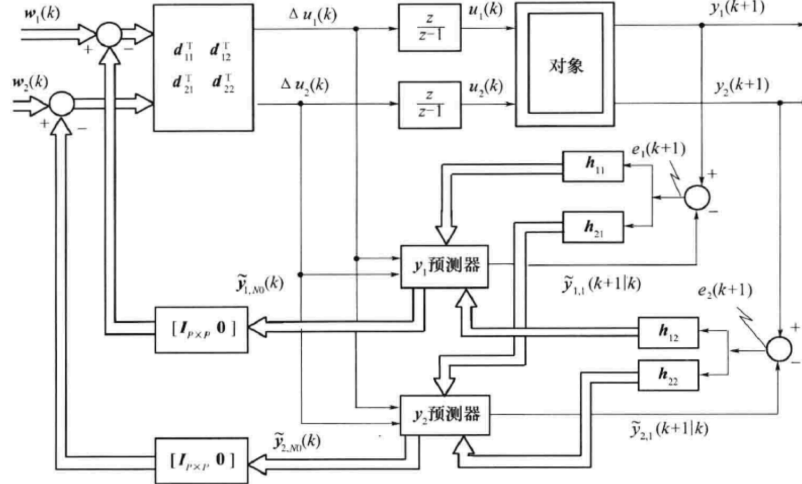 w₁(k)
+
−
d₁₁ᵀ d₁₂ᵀ
d₂₁ᵀ d₂₂ᵀ
Δu₁(k)
z/(z−1)
u₁(k)
对象
y₁(k+1)
w₂(k)
+
−
Δu₂(k)
z/(z−1)
u₂(k)
y₂(k+1)
h₁₁
e₁(k+1)
+
−
h₂₁
y₁预测器
ỹ₁,₁(k+1|k)
ỹ₁,N0(k)
[I_{P×P} 0]
h₁₂
e₂(k+1)
+
−
h₂₂
y₂预测器
ỹ₂,₁(k+1|k)
ỹ₂,N0(k)
[I_{P×P} 0]